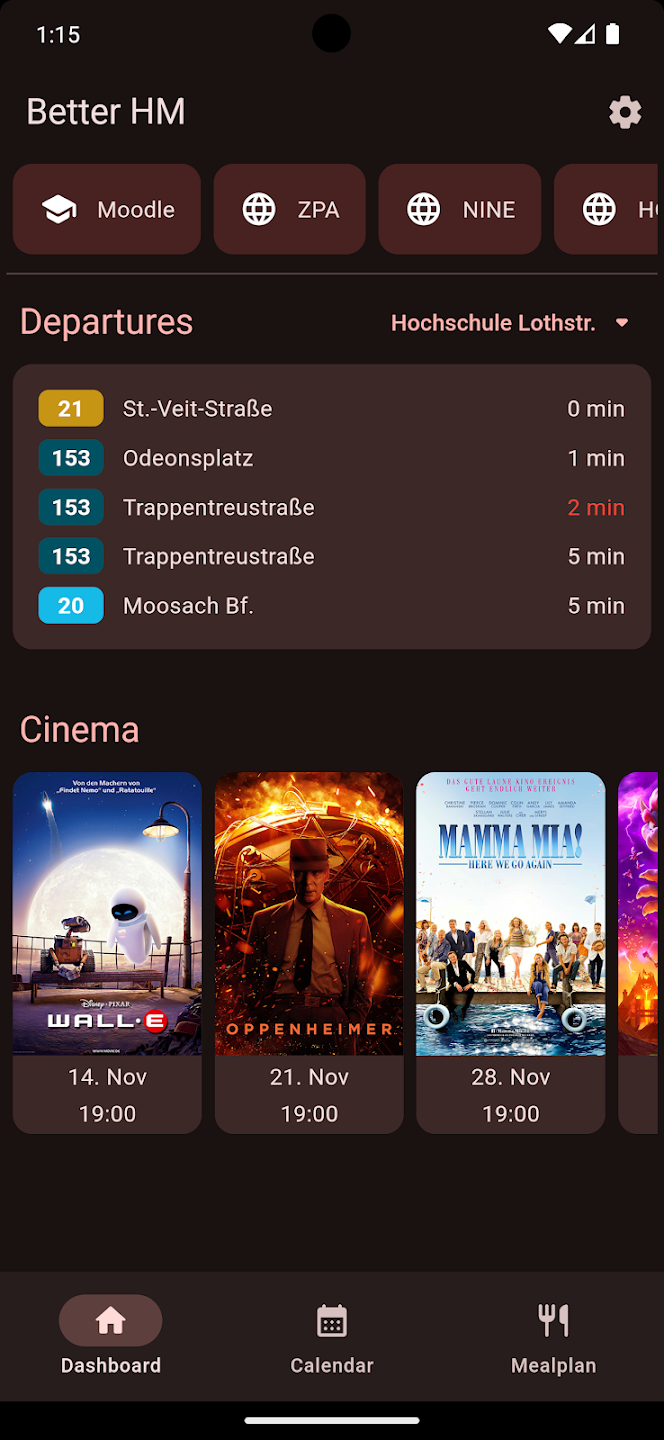 1:15
Better HM
Moodle
ZPA
NINE
Departures
Hochschule Lothstr.
21 St.-Veit-Straße 0 min
153 Odeonsplatz 1 min
153 Trappentreustraße 2 min
153 Trappentreustraße 5 min
20 Moosach Bf. 5 min
Cinema
Von den Machern von
„Findet Nemo" und „Ratatouille"
Disney·PIXAR
WALL·E
OPPENHEIMER
DAS GUTE LAUNE KINO EREIGNIS
GEHT ENDLICH WEITER
MAMMA MIA!
HERE WE GO AGAIN
14. Nov
19:00
21. Nov
19:00
28. Nov
19:00
Dashboard
Calendar
Mealplan